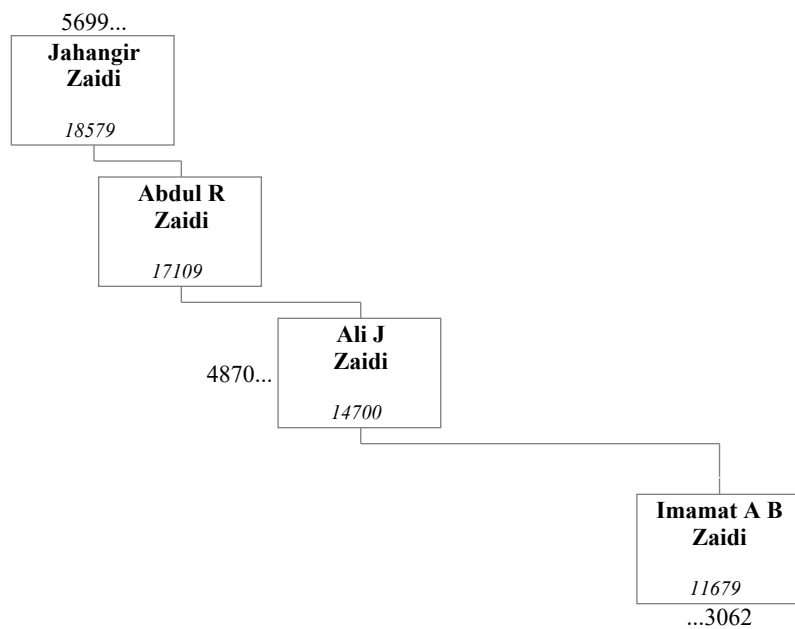 5699...
Jahangir
Zaidi
18579
Abdul R
Zaidi
17109
Ali J
Zaidi
4870...
14700
Imamat A B
Zaidi
11679
...3062